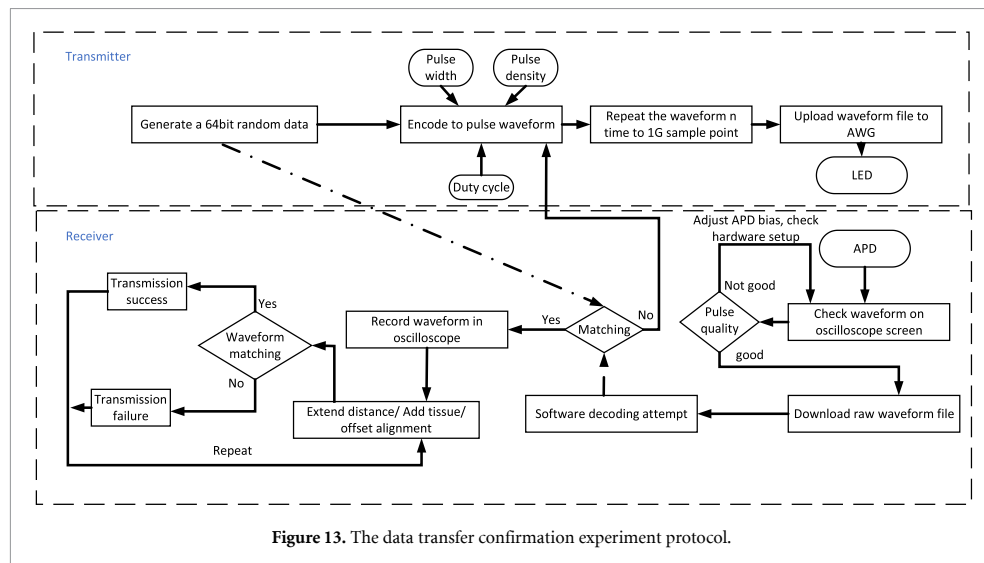 Transmitter
Pulse
width
Pulse
density
Generate a 64bit random data
Encode to pulse waveform
Repeat the waveform n
time to 1G sample point
Upload waveform file to
AWG
Duty cycle
LED
Receiver
Adjust APD bias, check
hardware setup
APD
Transmission
success
Yes
Not good
Record waveform in
oscilloscope
Yes
Matching
No
Pulse
quality
Check waveform on
oscilloscope screen
Waveform
matching
good
No
Transmission
failure
Extend distance/ Add tissue/
offset alignment
Software decoding attempt
Download raw waveform file
Repeat
Figure 13. The data transfer confirmation experiment protocol.